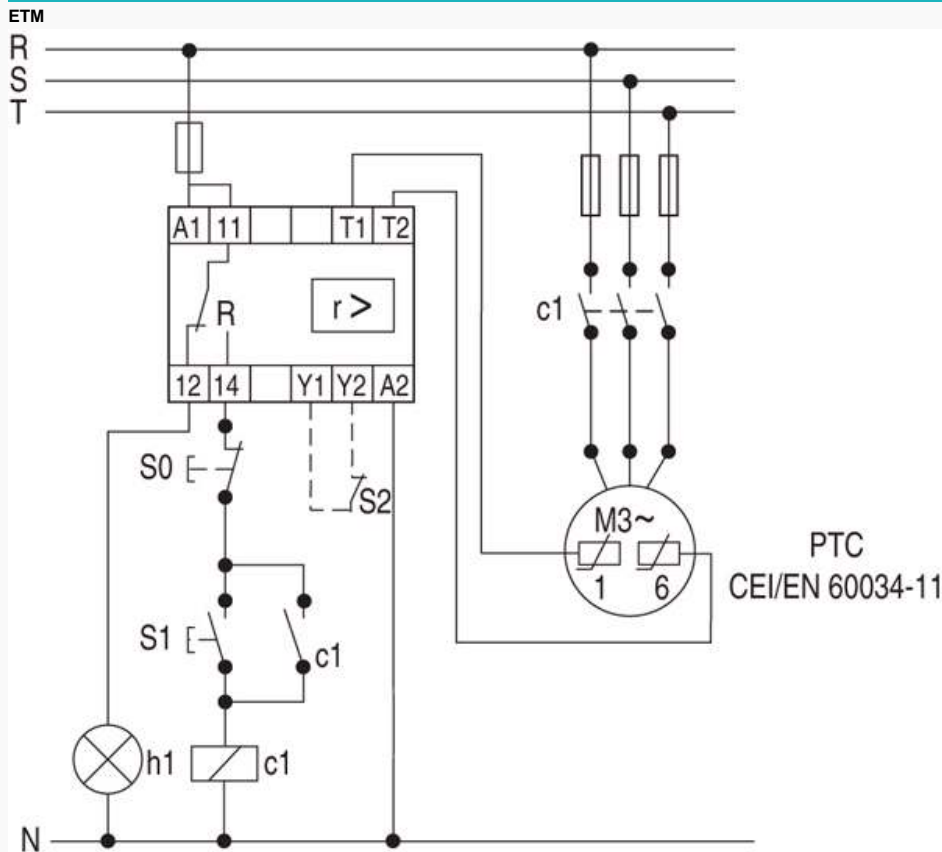 ETM
R
S
T
A1 11 T1 T2
R
r >
c1
12 14 Y1 Y2 A2
S0
S2
M3~
1 6
PTC
CEI/EN 60034-11
S1
c1
h1
c1
N